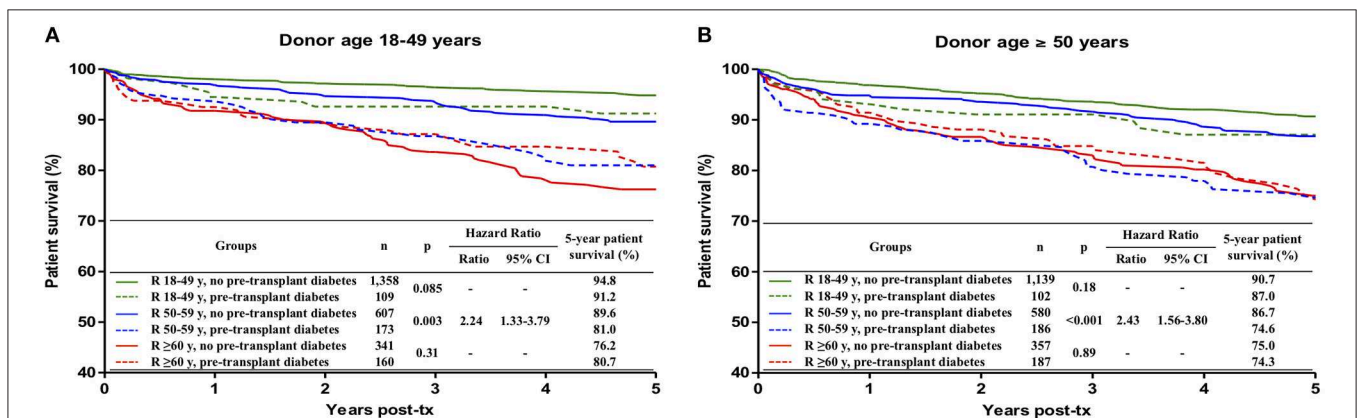 A
Donor age 18-49 years
Patient survival (%)
100
90
80
70
60
50
40
Groups n p Hazard Ratio 5-year patient survival (%)
Ratio 95% CI
R 18-49 y, no pre-transplant diabetes 1,358 0.085 - - 94.8
R 18-49 y, pre-transplant diabetes 109 91.2
R 50-59 y, no pre-transplant diabetes 607 0.003 2.24 1.33-3.79 89.6
R 50-59 y, pre-transplant diabetes 173 81.0
R ≥60 y, no pre-transplant diabetes 341 0.31 - - 76.2
R ≥60 y, pre-transplant diabetes 160 80.7
0 1 2 3 4 5
Years post-tx
B
Donor age ≥ 50 years
Patient survival (%)
100
90
80
70
60
50
40
Groups n p Hazard Ratio 5-year patient survival (%)
Ratio 95% CI
R 18-49 y, no pre-transplant diabetes 1,139 0.18 - - 90.7
R 18-49 y, pre-transplant diabetes 102 87.0
R 50-59 y, no pre-transplant diabetes 580 <0.001 2.43 1.56-3.80 86.7
R 50-59 y, pre-transplant diabetes 186 74.6
R ≥60 y, no pre-transplant diabetes 357 0.89 - - 75.0
R ≥60 y, pre-transplant diabetes 187 74.3
0 1 2 3 4 5
Years post-tx